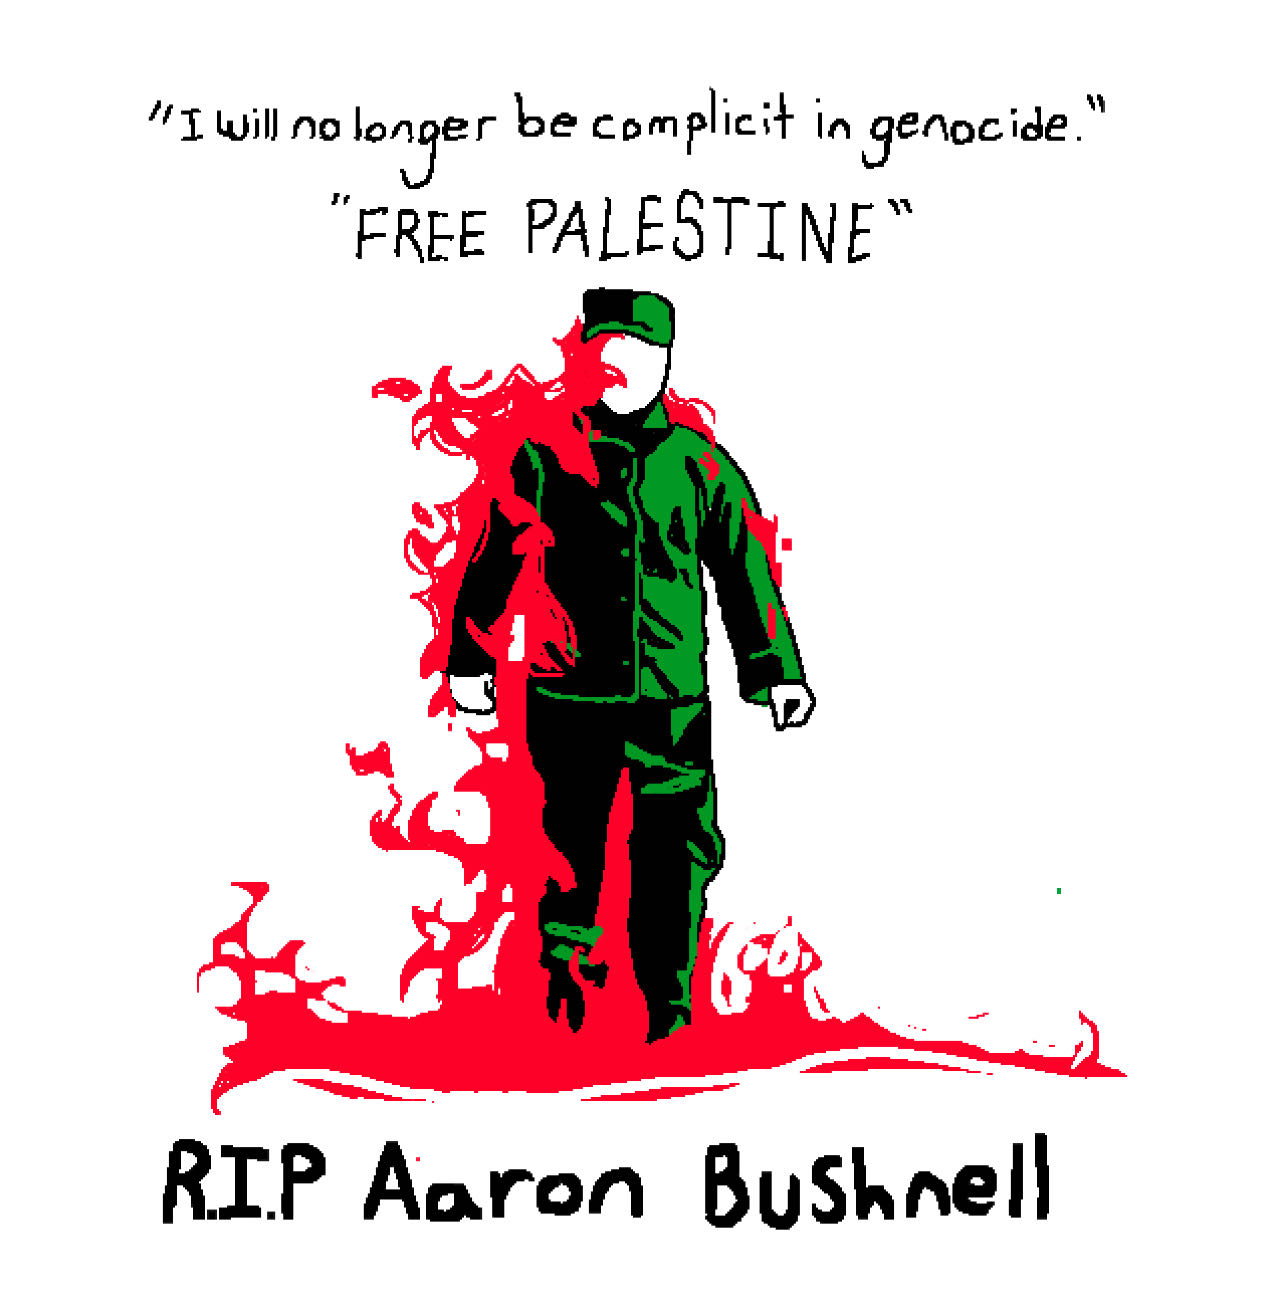 "I will no longer be complicit in genocide."
"FREE PALESTINE"
R.I.P Aaron Bushnell